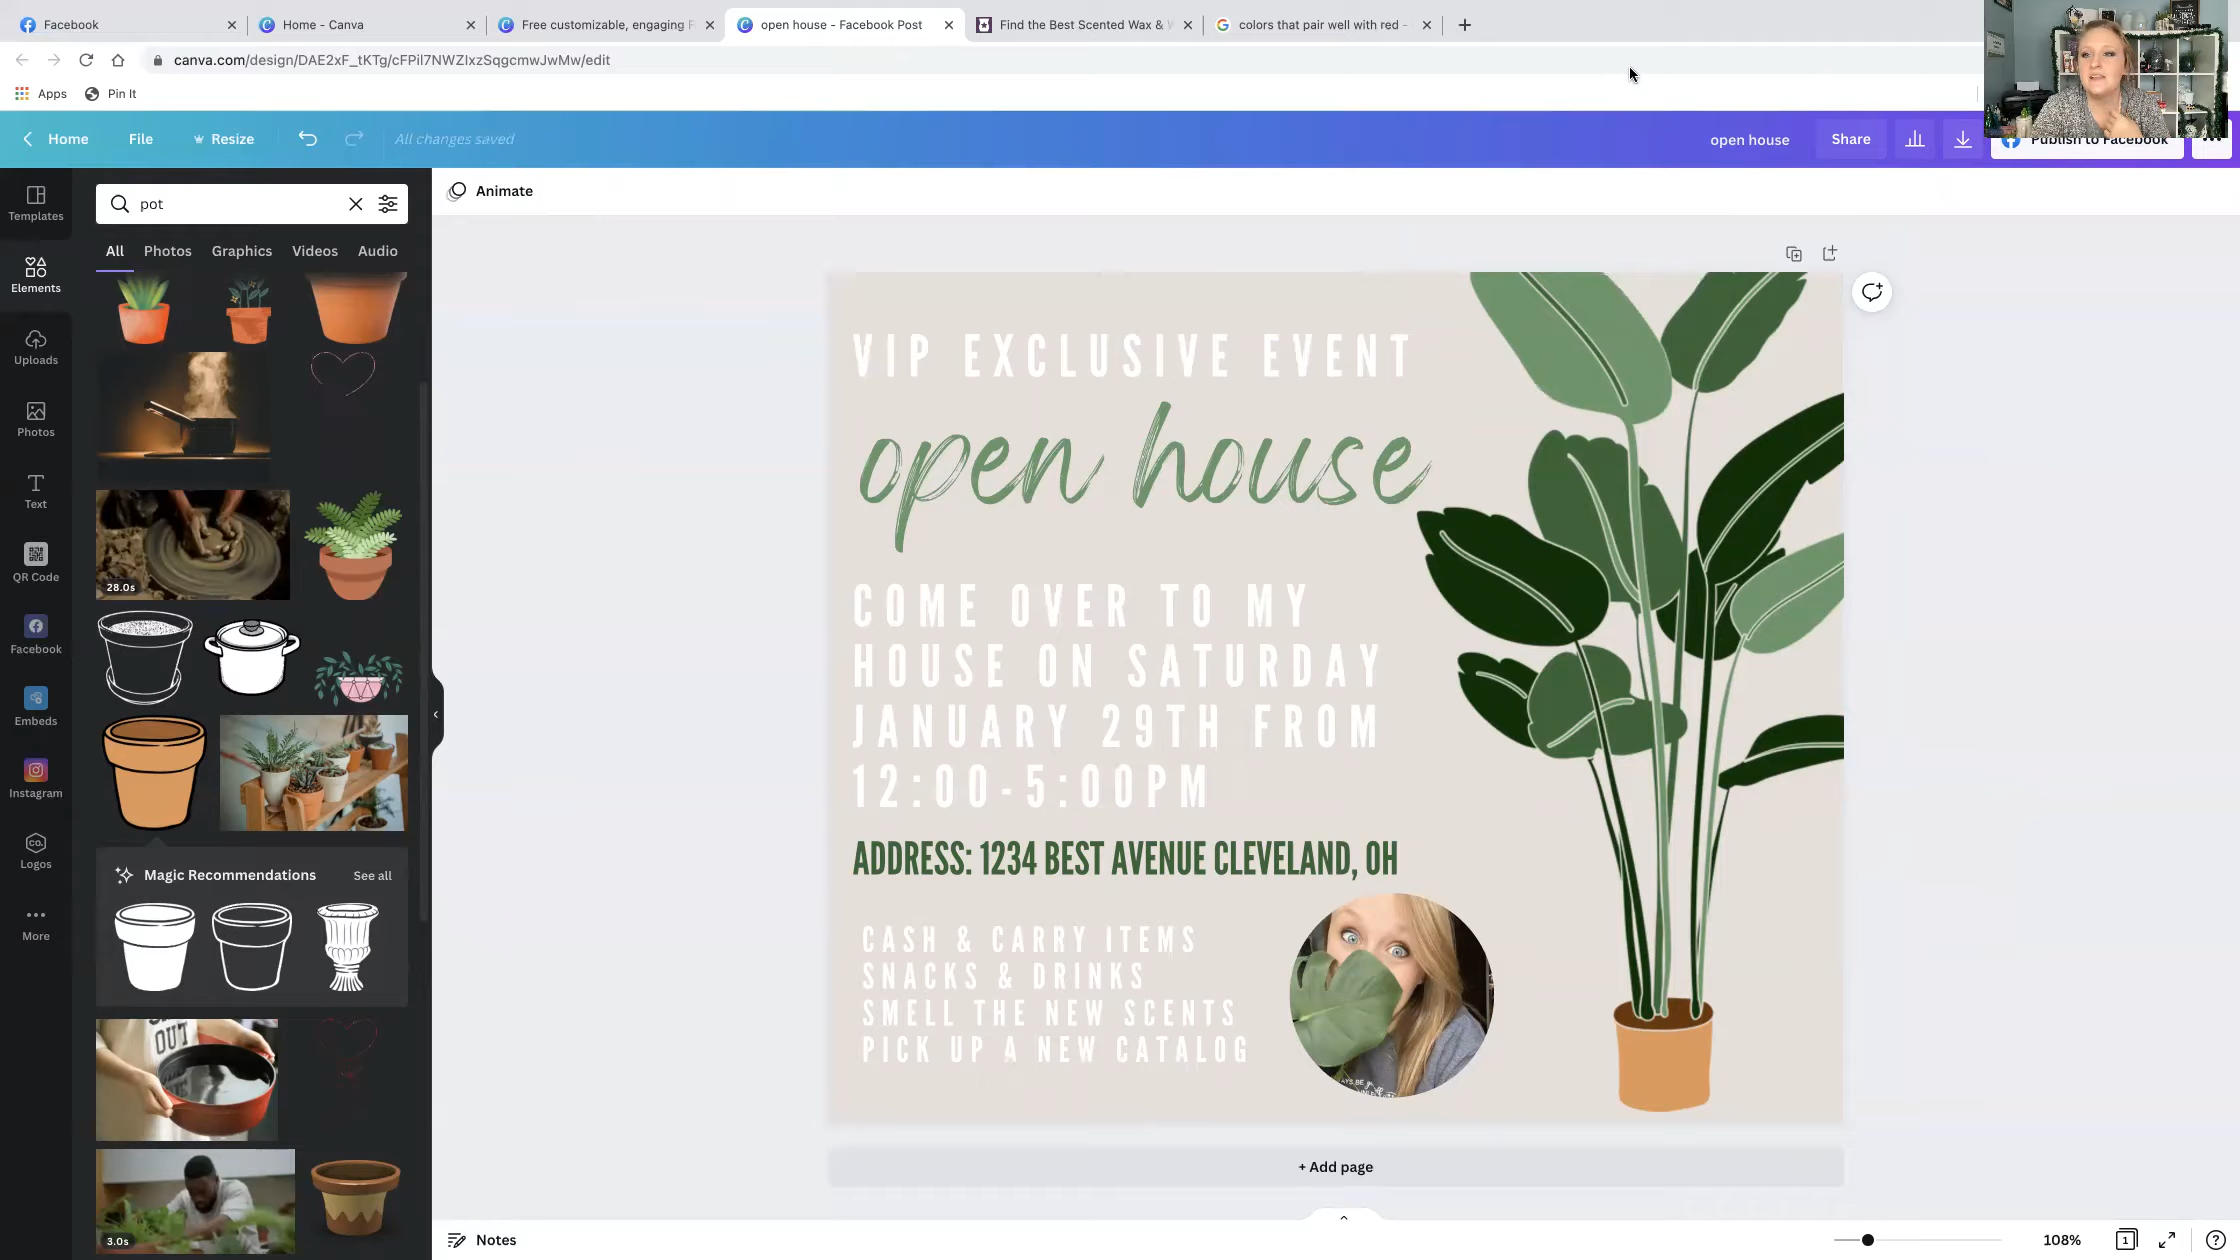 Facebook
Home - Canva
Free customizable, engaging F
open house - Facebook Post
Find the Best Scented Wax & W
colors that pair well with red -
canva.com/design/DAE2xF_tKTg/cFPil7NWZlxzSqgcmwJwMw/edit
Apps
Pin It
Home
File
Resize
All changes saved
open house
Share
Publish to Facebook
Templates
Elements
Uploads
Photos
Text
QR Code
Facebook
Embeds
Instagram
CO.
Logos
More
pot
All
Photos
Graphics
Videos
Audio
28.0s
Magic Recommendations
See all
OUT
3.0s
Animate
VIP EXCLUSIVE EVENT
open house
COME OVER TO MY
HOUSE ON SATURDAY
JANUARY 29TH FROM
12:00-5:00PM
ADDRESS: 1234 BEST AVENUE CLEVELAND, OH
CASH & CARRY ITEMS
SNACKS & DRINKS
SMELL THE NEW SCENTS
PICK UP A NEW CATALOG
+ Add page
Notes
108%
1